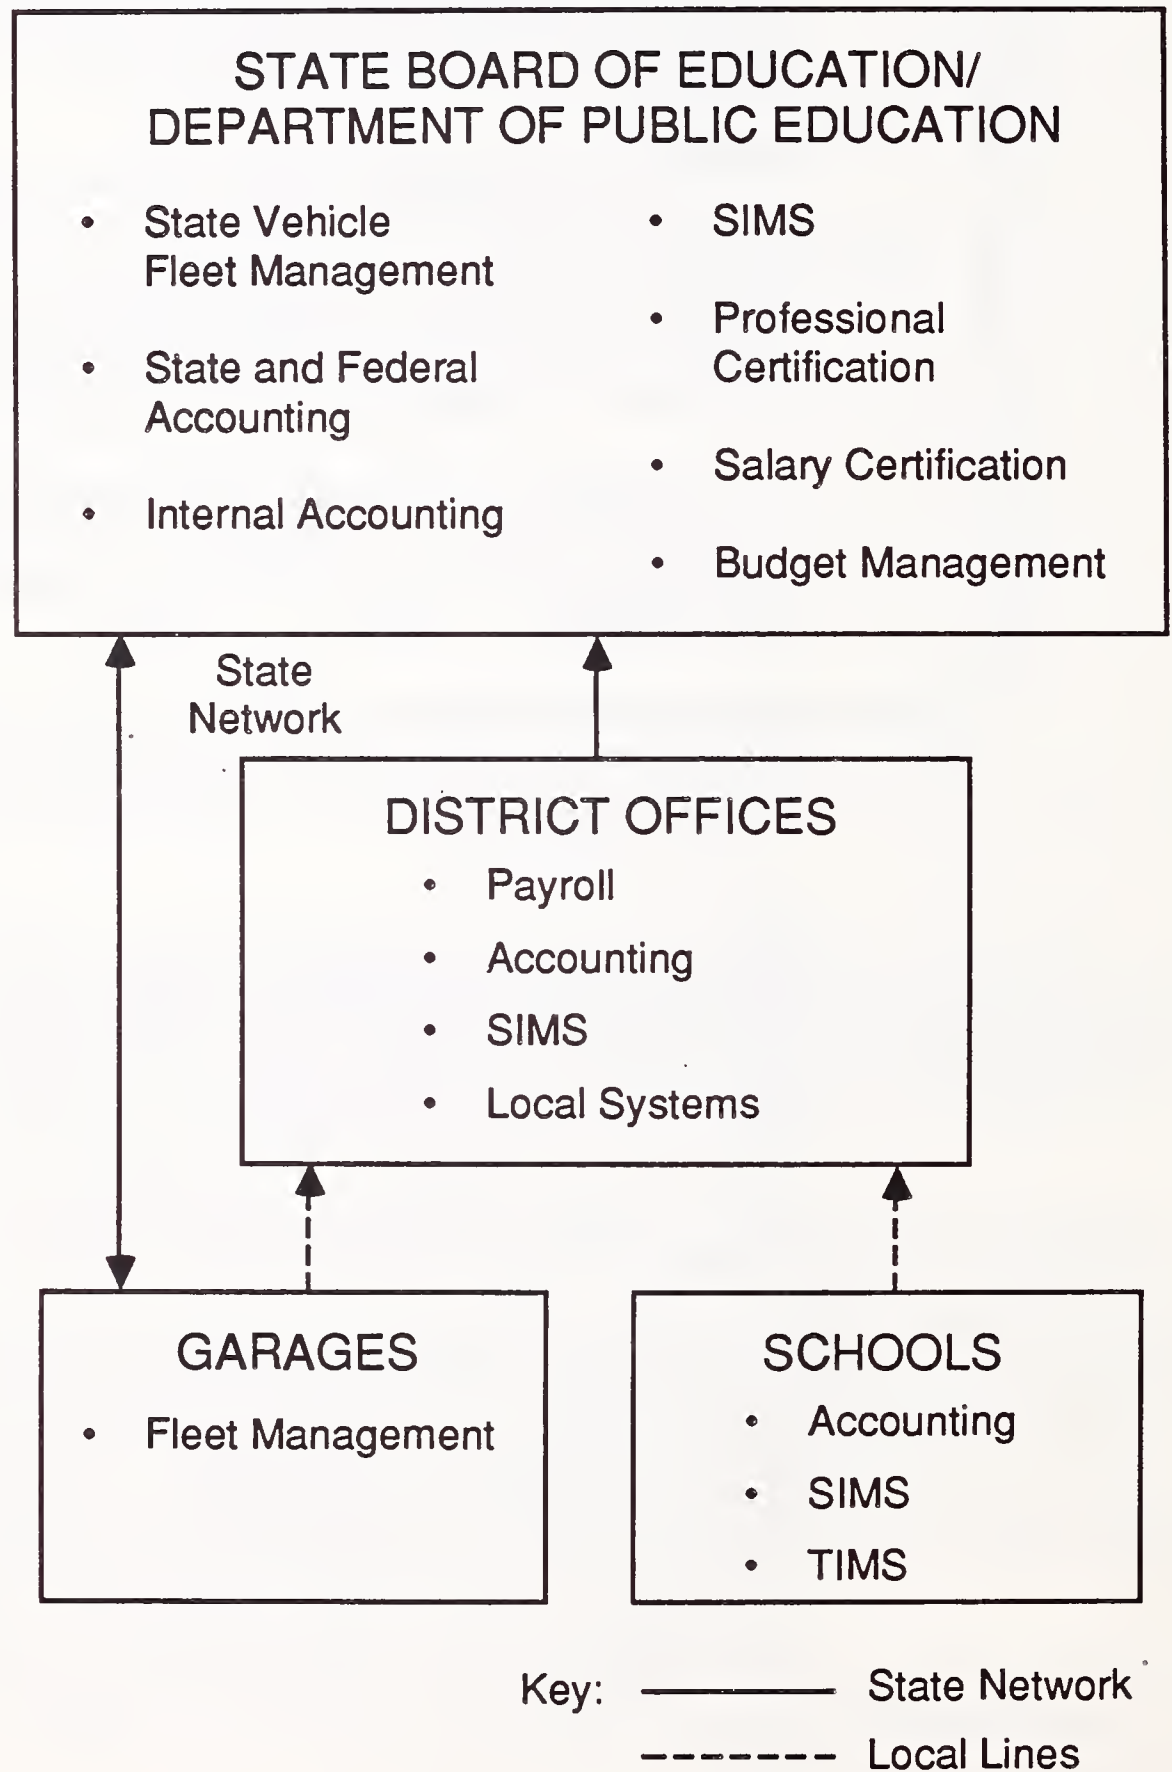 STATE BOARD OF EDUCATION/
DEPARTMENT OF PUBLIC EDUCATION
• State Vehicle
Fleet Management
• State and Federal
Accounting
• Internal Accounting
• SIMS
• Professional
Certification
• Salary Certification
• Budget Management
State
Network
DISTRICT OFFICES
• Payroll
• Accounting
• SIMS
• Local Systems
GARAGES
• Fleet Management
SCHOOLS
• Accounting
• SIMS
• TIMS
Key:
State Network
Local Lines